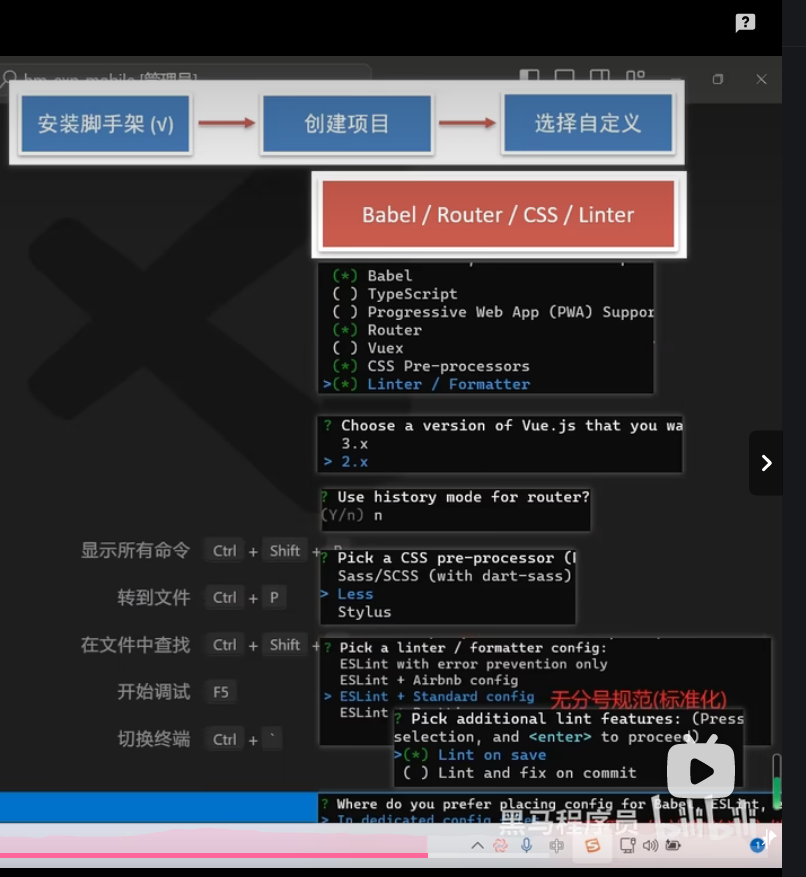 安装脚手架 (√)
创建项目
选择自定义
Babel / Router / CSS / Linter
(*) Babel
( ) TypeScript
( ) Progressive Web App (PWA) Suppor
(*) Router
( ) Vuex
(*) CSS Pre-processors
>(*) Linter / Formatter
? Choose a version of Vue.js that you wa
3.x
> 2.x
? Use history mode for router?
(Y/n) n
显示所有命令 Ctrl + Shift +
? Pick a CSS pre-processor (
Sass/SCSS (with dart-sass)
> Less
Stylus
转到文件 Ctrl + P
在文件中查找 Ctrl + Shift +
开始调试 F5
切换终端 Ctrl + `
? Pick a linter / formatter config:
ESLint with error prevention only
ESLint + Airbnb config
> ESLint + Standard config 无分号规范(标准化)
ESLint
? Pick additional lint features: (Press
selection, and <enter> to proceed)
>(*) Lint on save
( ) Lint and fix on commit
? Where do you prefer placing config for Babel, ESLint,
> In dedicated config
黑马程序员 bilibili